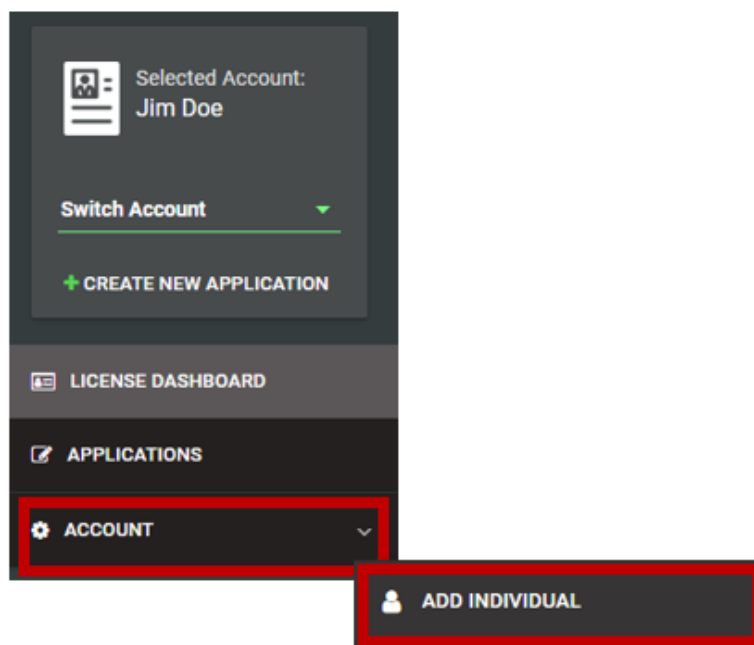 Selected Account:
Jim Doe
Switch Account
CREATE NEW APPLICATION
LICENSE DASHBOARD
APPLICATIONS
ACCOUNT
ADD INDIVIDUAL